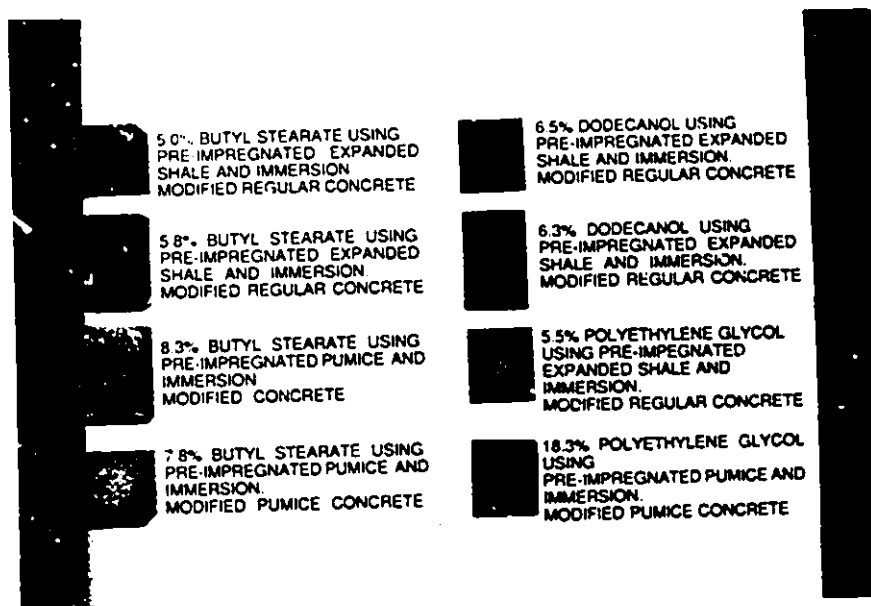 5.0% BUTYL STEARATE USING
PRE-IMPREGNATED EXPANDED
SHALE AND IMMERSION
MODIFIED REGULAR CONCRETE
5.8% BUTYL STEARATE USING
PRE-IMPREGNATED EXPANDED
SHALE AND IMMERSION.
MODIFIED REGULAR CONCRETE
8.3% BUTYL STEARATE USING
PRE-IMPREGNATED PUMICE AND
IMMERSION
MODIFIED CONCRETE
7.8% BUTYL STEARATE USING
PRE-IMPREGNATED PUMICE AND
IMMERSION.
MODIFIED PUMICE CONCRETE
6.5% DODECANOL USING
PRE-IMPREGNATED EXPANDED
SHALE AND IMMERSION.
MODIFIED REGULAR CONCRETE
6.3% DODECANOL USING
PRE-IMPREGNATED EXPANDED
SHALE AND IMMERSION.
MODIFIED REGULAR CONCRETE
5.5% POLYETHYLENE GLYCOL
USING PRE-IMPEGNATED
EXPANDED SHALE AND
IMMERSION.
MODIFIED REGULAR CONCRETE
18.3% POLYETHYLENE GLYCOL
USING
PRE-IMPREGNATED PUMICE AND
IMMERSION.
MODIFIED PUMICE CONCRETE